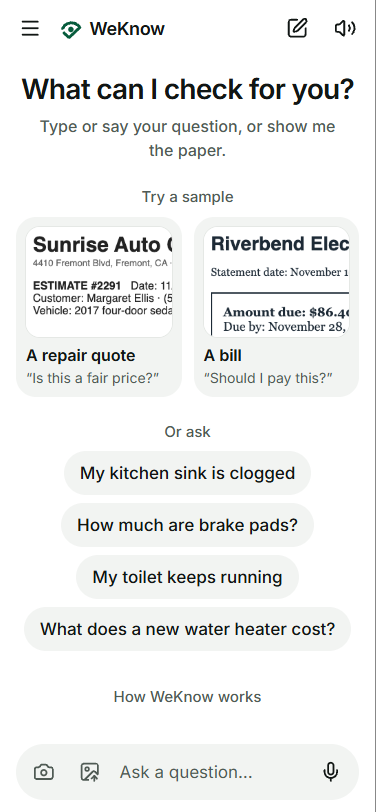 WeKnow
What can I check for you?
Type or say your question, or show me
the paper.
Try a sample
Sunrise Auto
4410 Fremont Blvd, Fremont, CA
ESTIMATE #2291 Date: 11
Customer: Margaret Ellis · (5
Vehicle: 2017 four-door
A repair quote
“Is this a fair price?”
Riverbend
Statement date: November 1
Amount due: $86.4
Due by: November 28,
A bill
“Should I pay this?”
Or ask
My kitchen sink is clogged
How much are brake pads?
My toilet keeps running
What does a new water heater cost?
How WeKnow works
Ask a question...